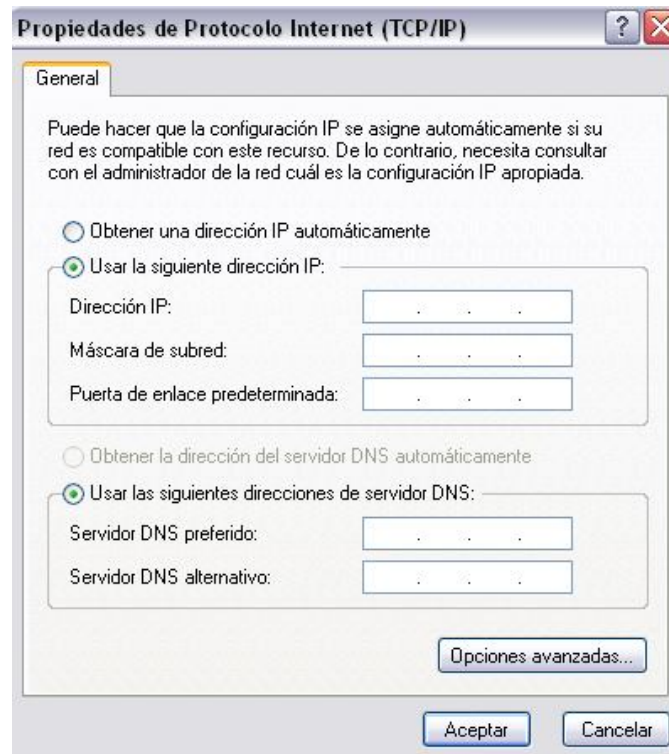 Propiedades de Protocolo Internet (TCP/IP)
General
Puede hacer que la configuración IP se asigne automáticamente si su
red es compatible con este recurso. De lo contrario, necesita consultar
con el administrador de la red cuál es la configuración IP apropiada.
Obtener una dirección IP automáticamente
Usar la siguiente dirección IP:
Dirección IP:
Máscara de subred:
Puerta de enlace predeterminada:
Obtener la dirección del servidor DNS automáticamente
Usar las siguientes direcciones de servidor DNS:
Servidor DNS preferido:
Servidor DNS alternativo:
Opciones avanzadas...
Aceptar
Cancelar